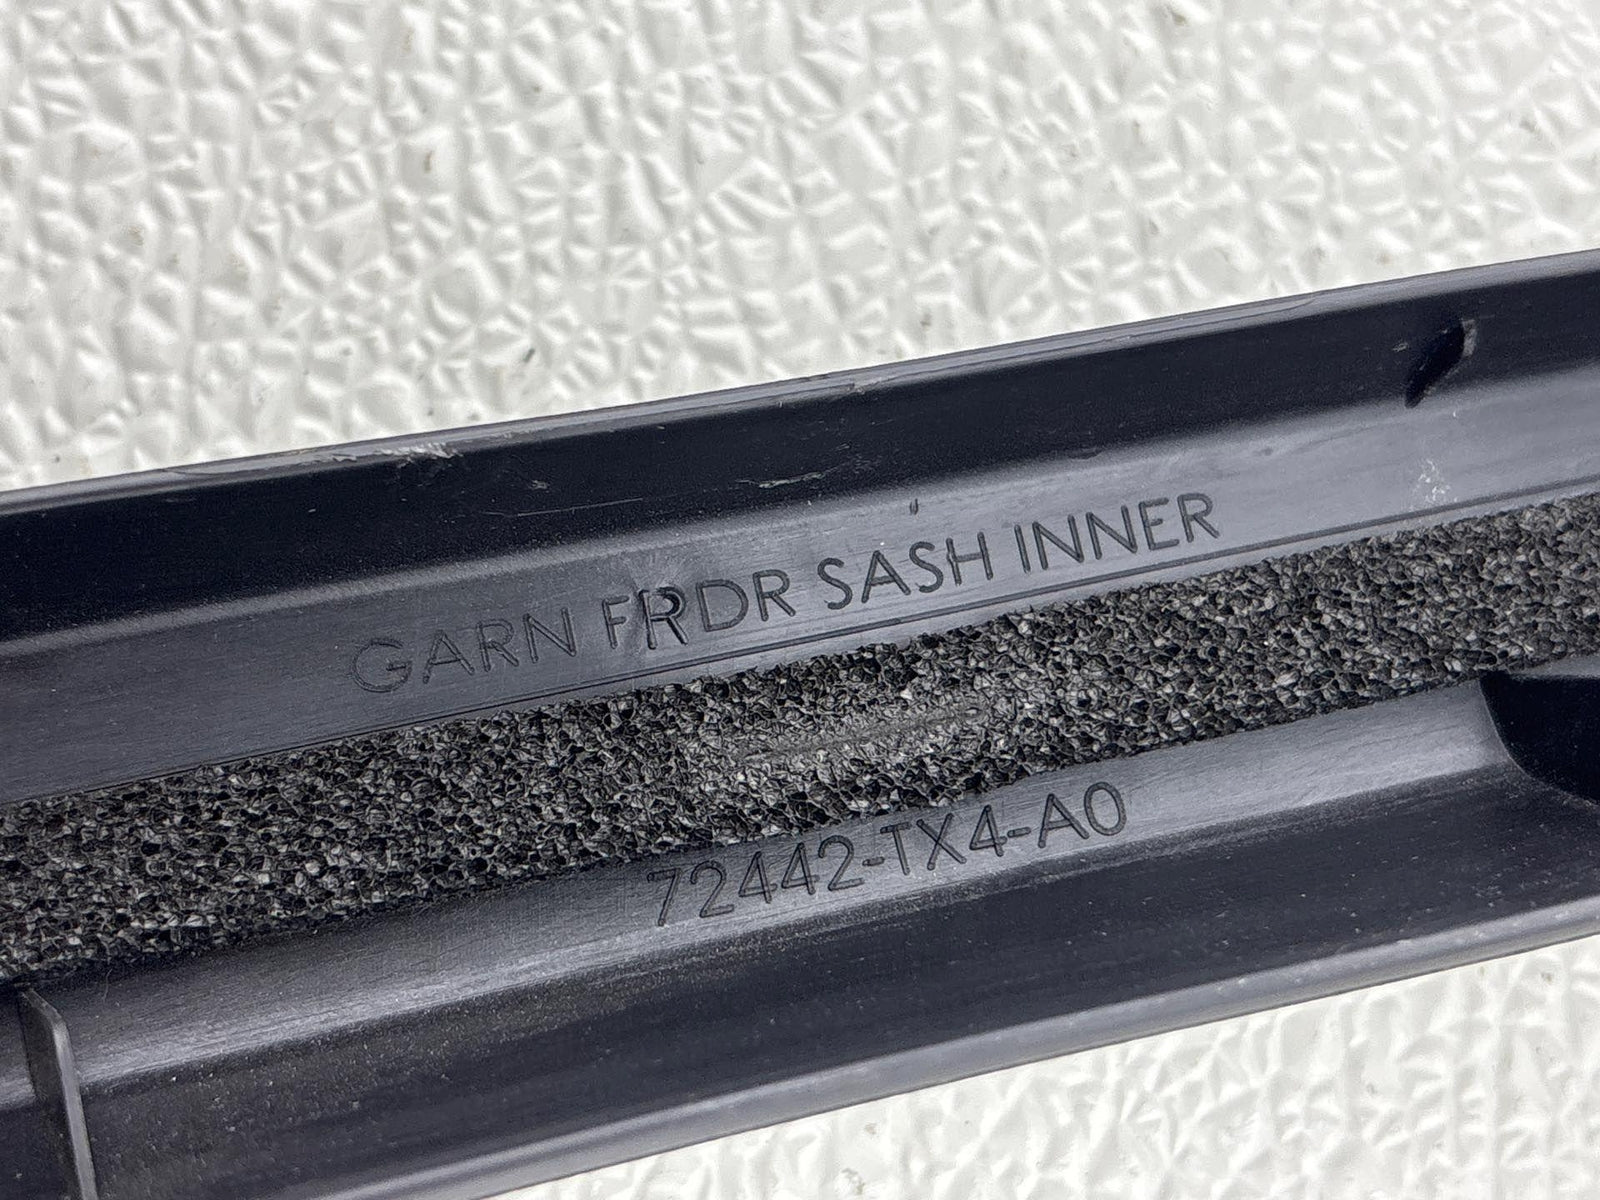 GARN FRDR SASH INNER
72442-TX4-A0